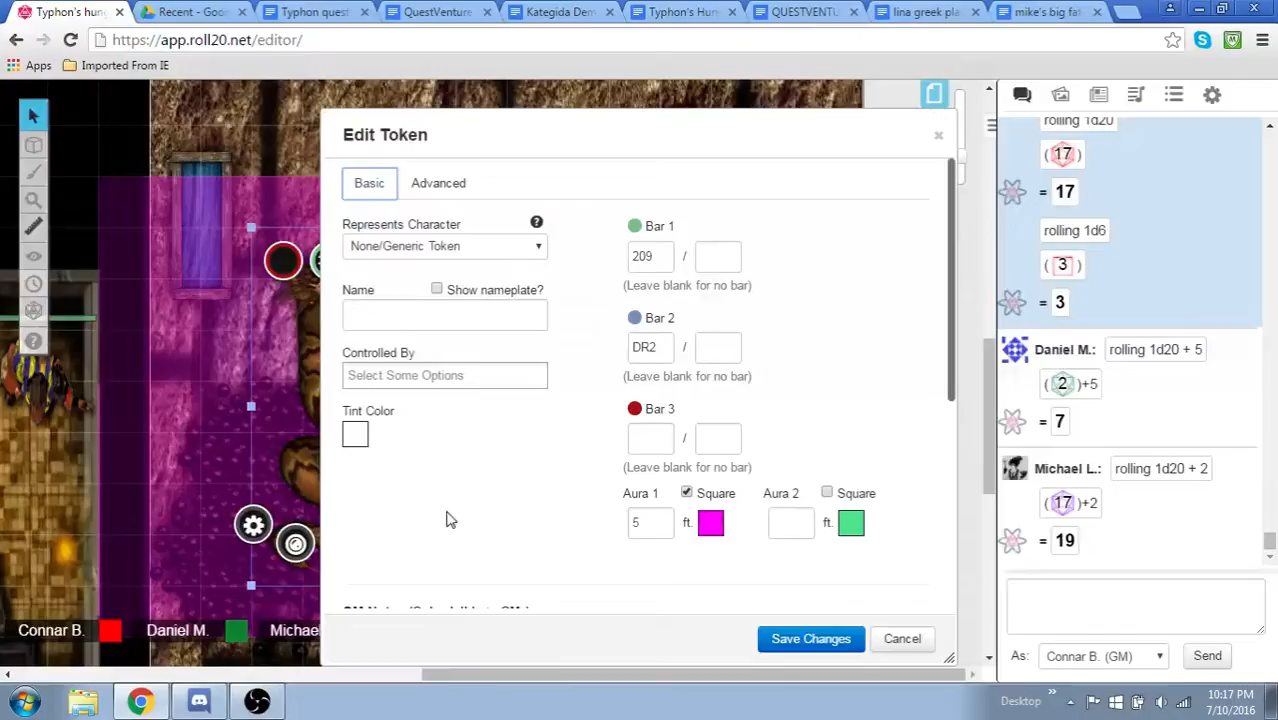 Typhon's hung
Recent - Goo
Typhon quest
QuestVenture
Kategida Dem
Typhon's Hun
QUESTVENTU
lina greek pla
mike's big fat
https://app.roll20.net/editor/
Apps
Imported From IE
Edit Token
×
Basic
Advanced
Represents Character
?
None/Generic Token
Name
Show nameplate?
Controlled By
Select Some Options
Tint Color
Bar 1
209 /
(Leave blank for no bar)
Bar 2
DR2 /
(Leave blank for no bar)
Bar 3
/
(Leave blank for no bar)
Aura 1
Square
Aura 2
Square
5 ft.
ft.
Save Changes
Cancel
Connar B.
Daniel M.
Michae
rolling 1d20
(17)
= 17
rolling 1d6
(3)
= 3
Daniel M.: rolling 1d20 + 5
(2)+5
= 7
Michael L.: rolling 1d20 + 2
(17)+2
= 19
As: Connar B. (GM)
Send
Desktop
10:17 PM
7/10/2016